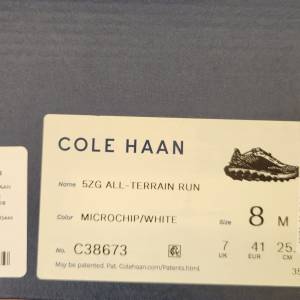 COLE HAAN
Name 5ZG ALL-TERRAIN RUN
Color MICROCHIP/WHITE
Size 8 M
No. C38673
7 41 25.
UK EUR CM
May be patented. Pat. Colehaan.com/Patents.html
35